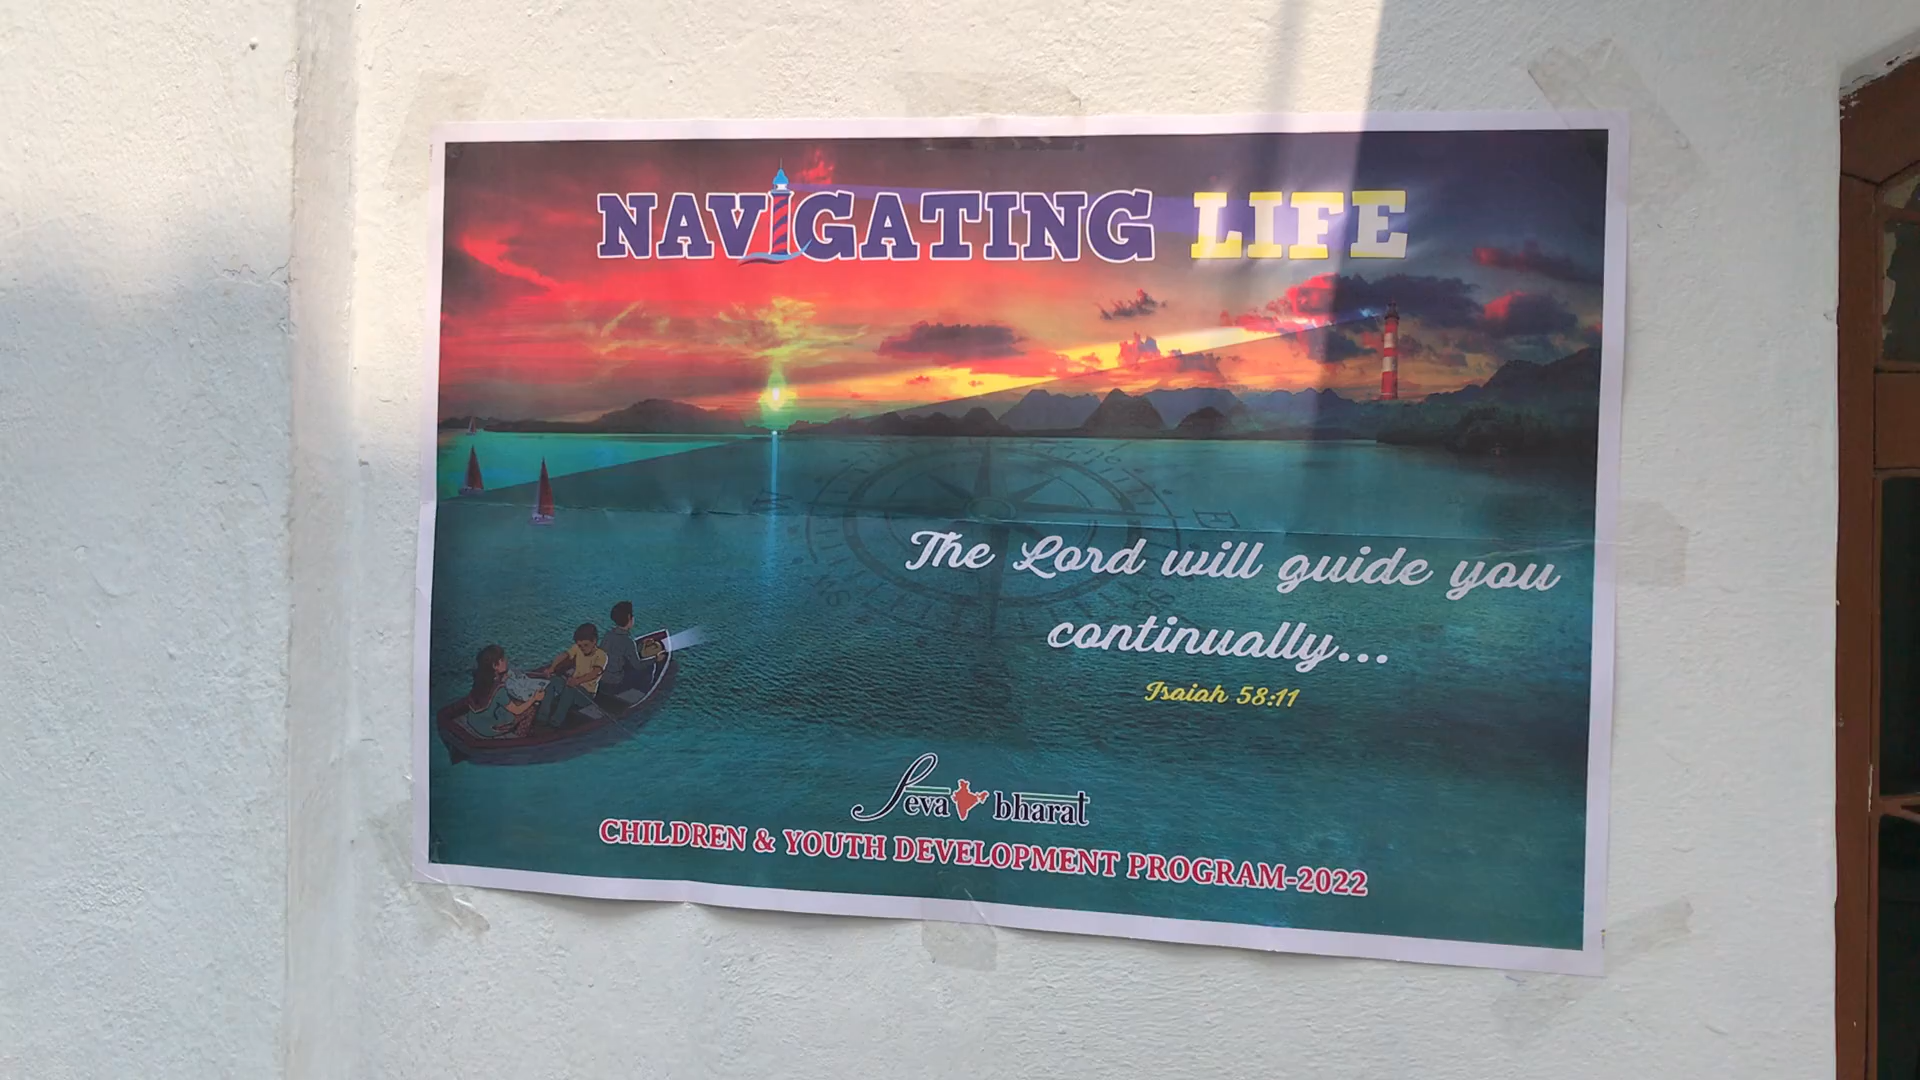 NAVIGATING LIFE
The Lord will guide you
continually...
Isaiah 58:11
Seva bharat
CHILDREN & YOUTH DEVELOPMENT PROGRAM-2022